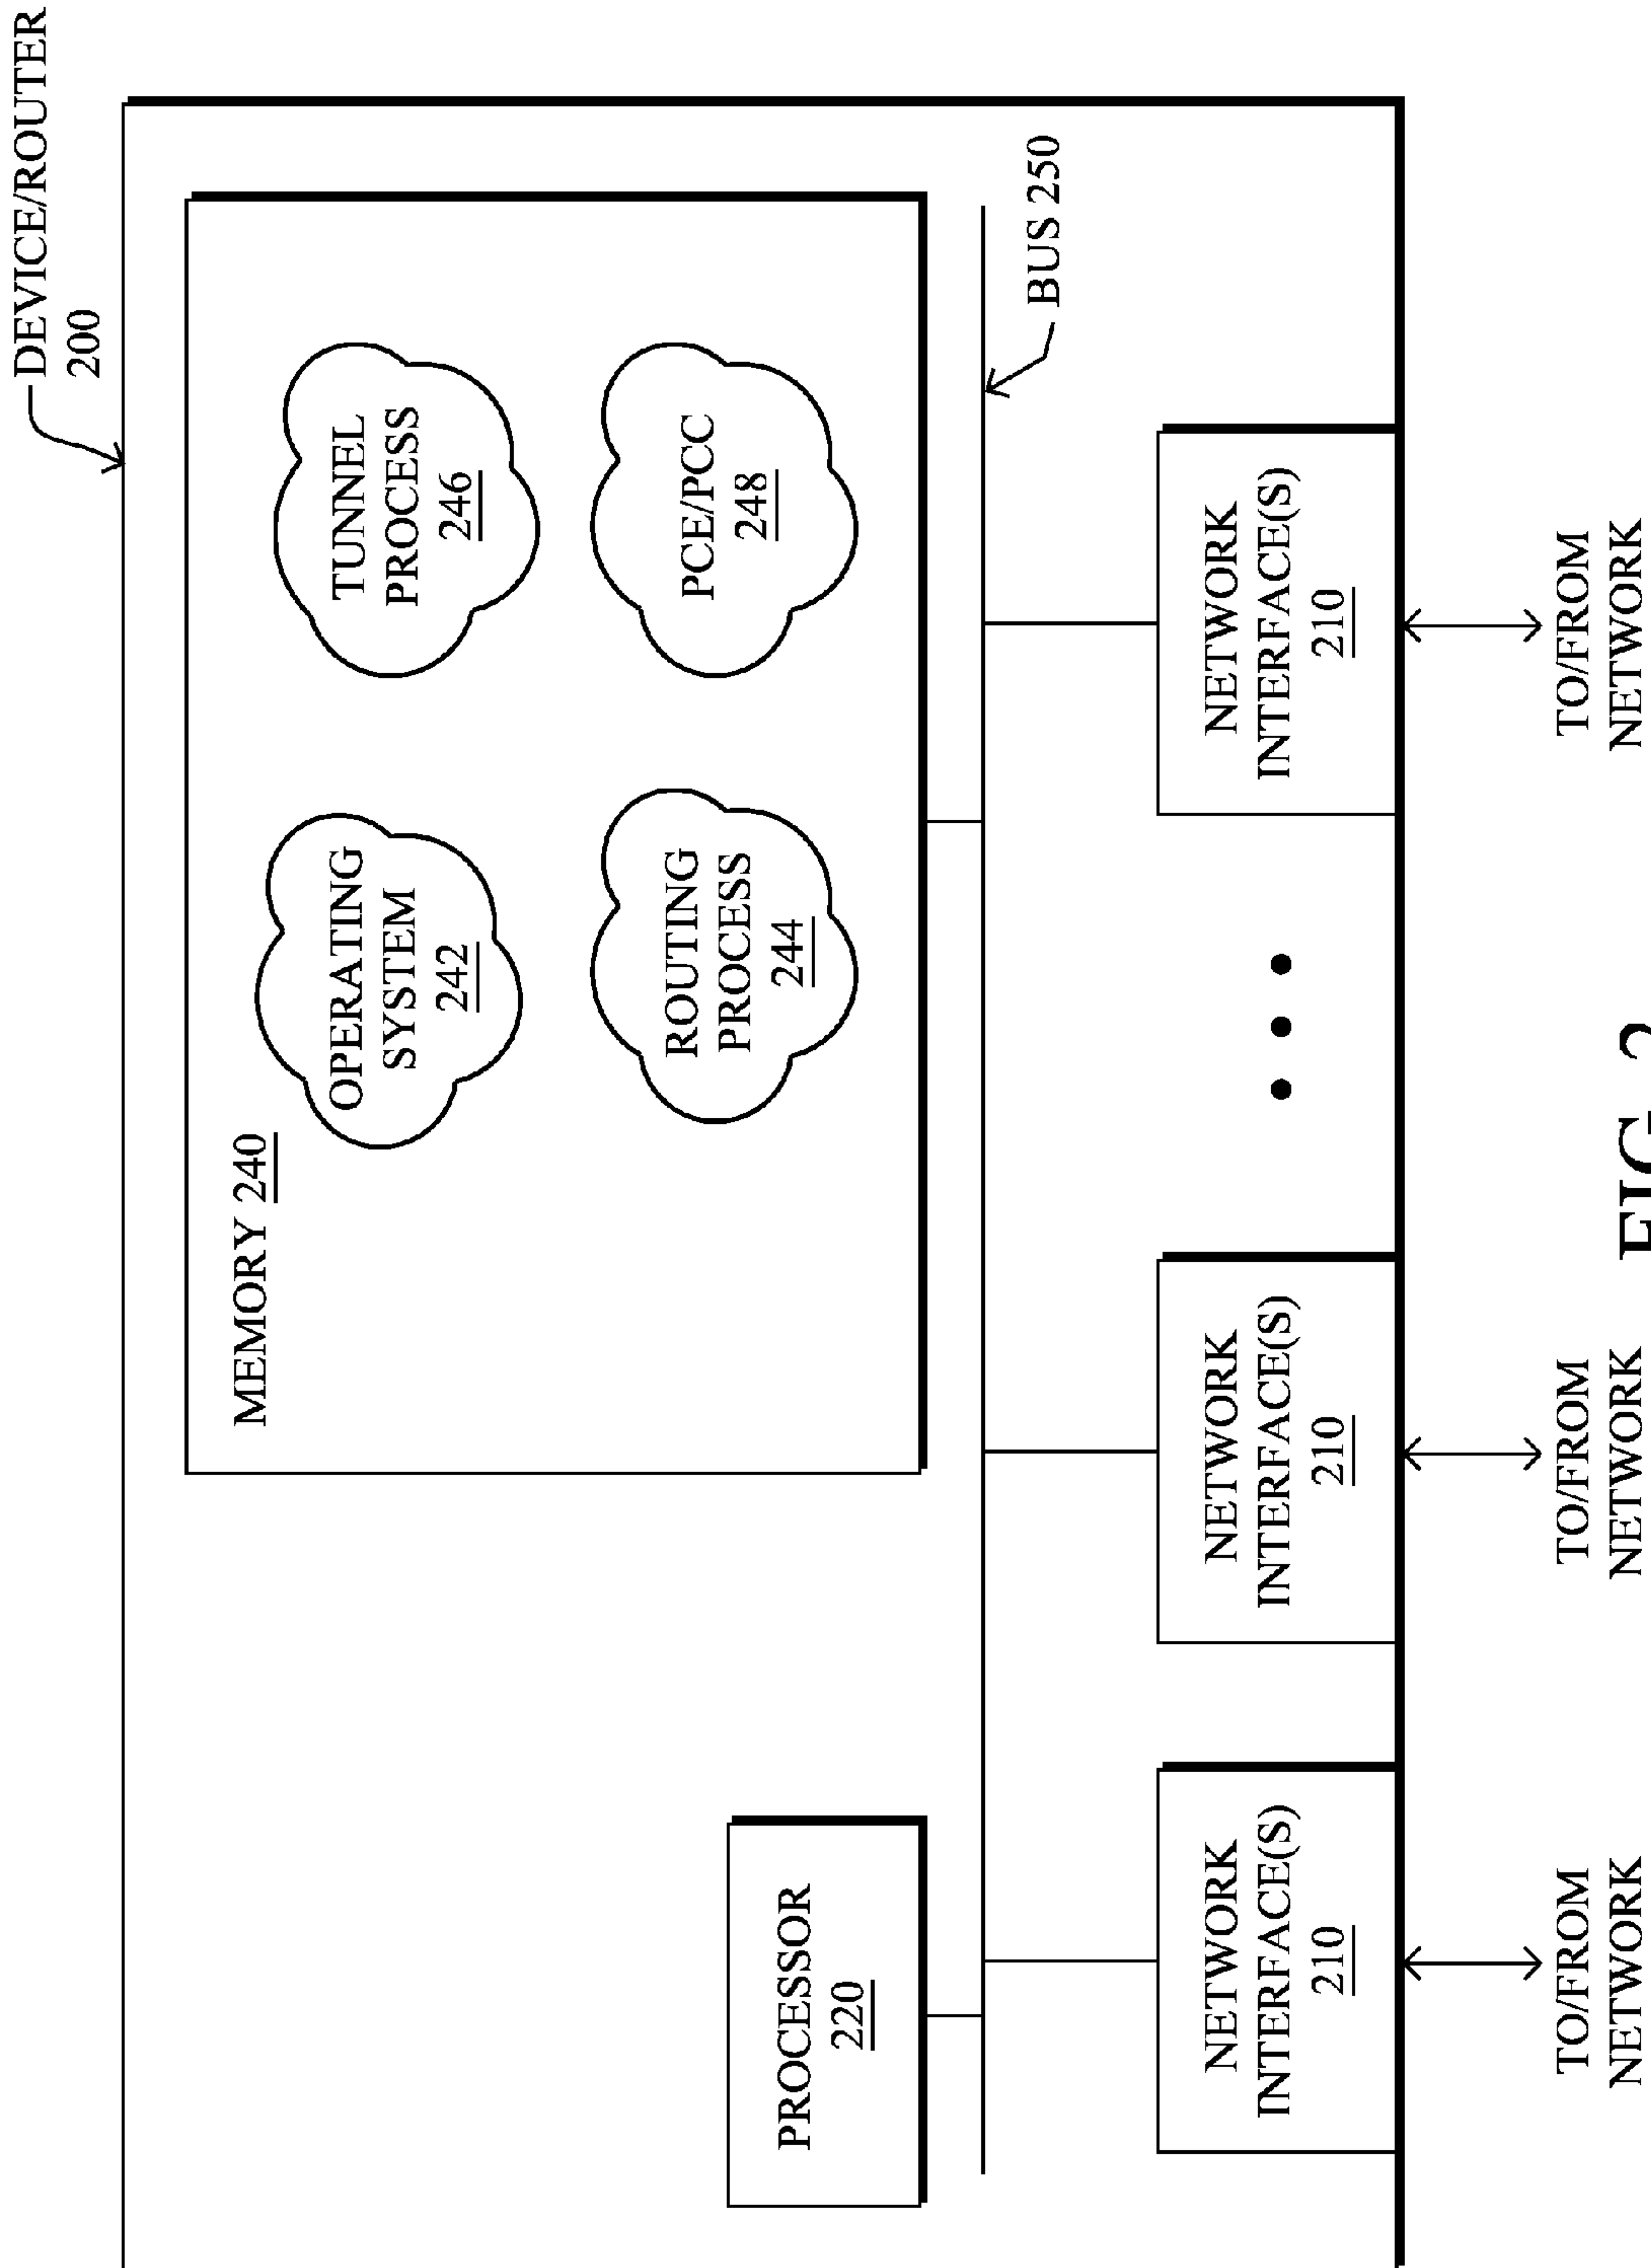 DEVICE/ROUTER
200
MEMORY 240
OPERATING
SYSTEM
242
TUNNEL
PROCESS
246
ROUTING
PROCESS
244
PCE/PCC
248
PROCESSOR
220
BUS 250
NETWORK
INTERFACE(S)
210
NETWORK
INTERFACE(S)
210
NETWORK
INTERFACE(S)
210
TO/FROM
NETWORK
TO/FROM
NETWORK
TO/FROM
NETWORK
FIG. 2